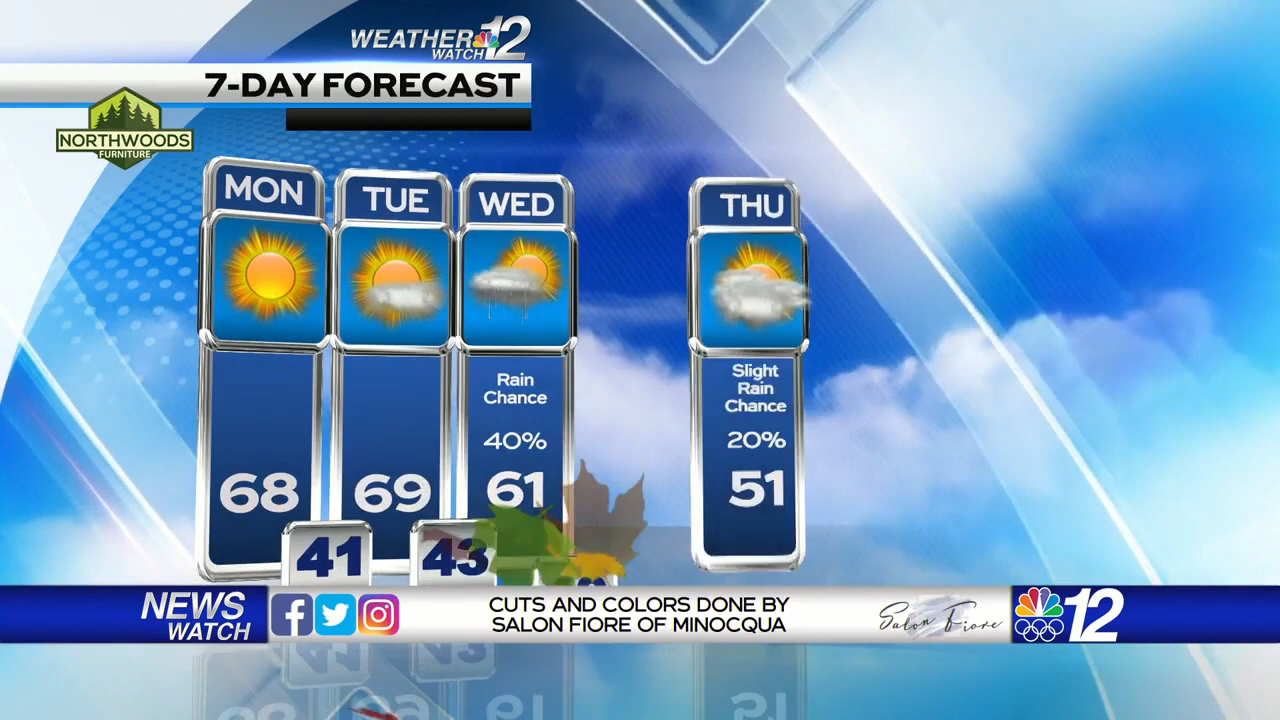 WEATHER 12
WATCH
7-DAY FORECAST
NORTHWOODS
FURNITURE
MON
TUE
WED
THU
Rain
Chance
40%
Slight
Rain
Chance
20%
68
69
61
51
41
43
NEWS
WATCH
CUTS AND COLORS DONE BY
SALON FIORE OF MINOCQUA
Salon Fiore
12